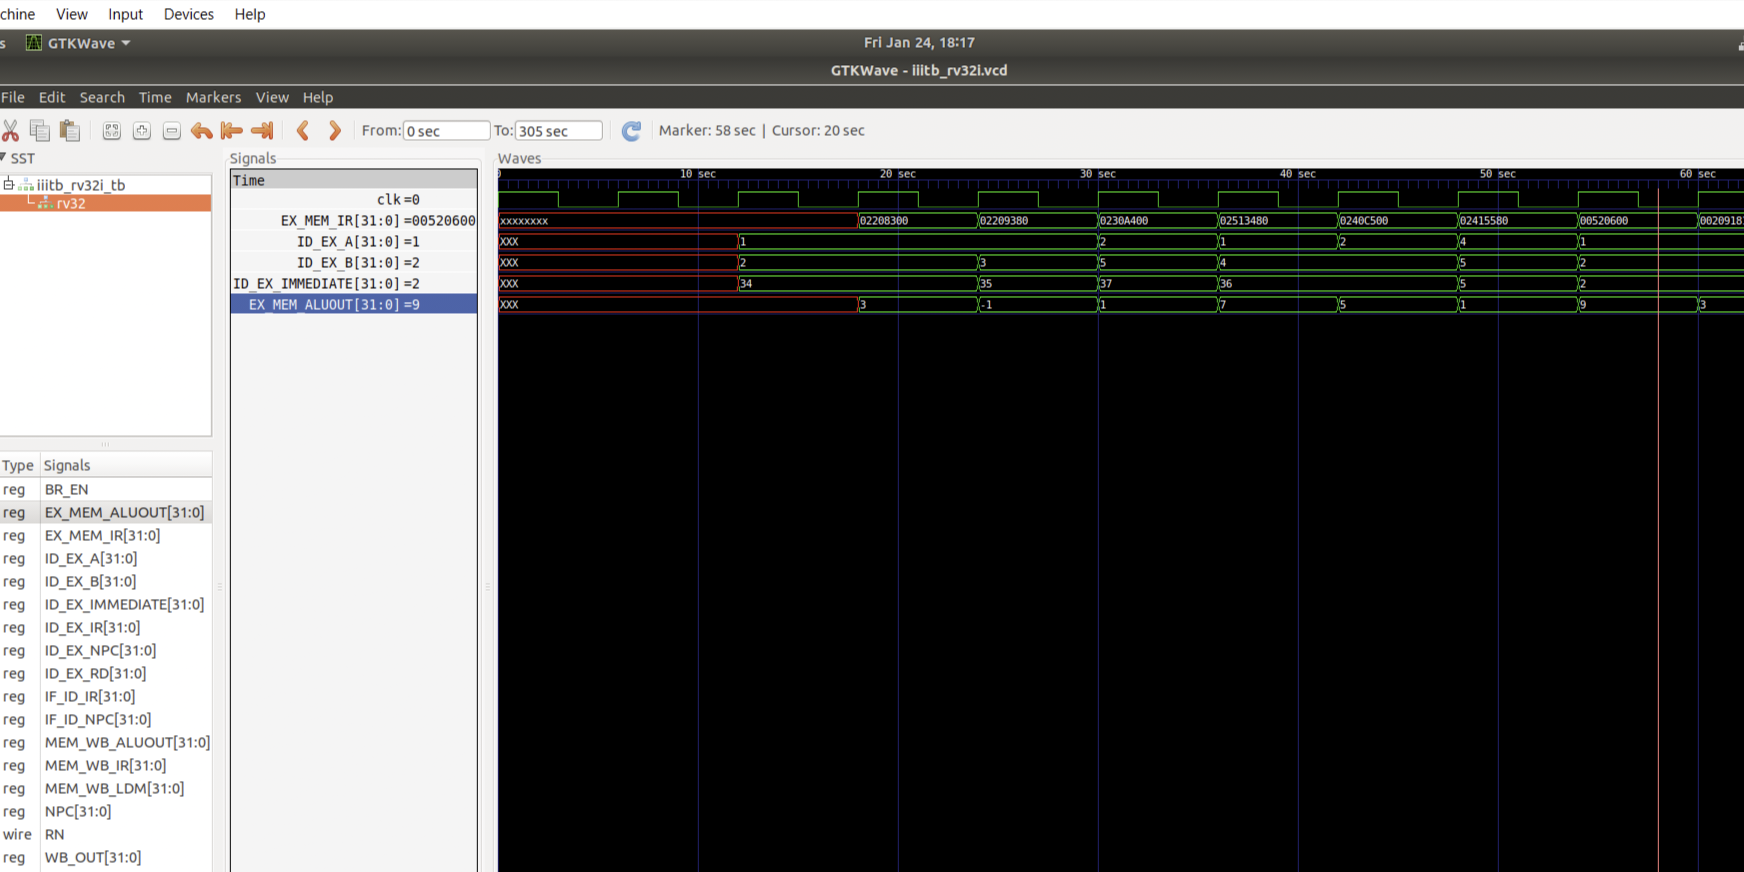 chine View Input Devices Help
s GTKWave Fri Jan 24, 18:17
GTKWave - iiitb_rv32i.vcd
File Edit Search Time Markers View Help
From: 0 sec To: 305 sec Marker: 58 sec | Cursor: 20 sec
SST
iiitb_rv32i_tb
rv32
Type Signals
reg BR_EN
reg EX_MEM_ALUOUT[31:0]
reg EX_MEM_IR[31:0]
reg ID_EX_A[31:0]
reg ID_EX_B[31:0]
reg ID_EX_IMMEDIATE[31:0]
reg ID_EX_IR[31:0]
reg ID_EX_NPC[31:0]
reg ID_EX_RD[31:0]
reg IF_ID_IR[31:0]
reg IF_ID_NPC[31:0]
reg MEM_WB_ALUOUT[31:0]
reg MEM_WB_IR[31:0]
reg MEM_WB_LDM[31:0]
reg NPC[31:0]
wire RN
reg WB_OUT[31:0]
Signals
Time
clk=0
EX_MEM_IR[31:0]=00520600
ID_EX_A[31:0]=1
ID_EX_B[31:0]=2
ID_EX_IMMEDIATE[31:0]=2
EX_MEM_ALUOUT[31:0]=9
Waves
0 10 sec 20 sec 30 sec 40 sec 50 sec 60 sec
xxxxxxxx 02208300 02209380 0230A400 02513480 0240C500 02415580 00520600 0020918
XXX 1 2 1 2 4 1
XXX 2 3 5 4 5 2
XXX 34 35 37 36 5 2
XXX 3 -1 1 7 5 1 9 3